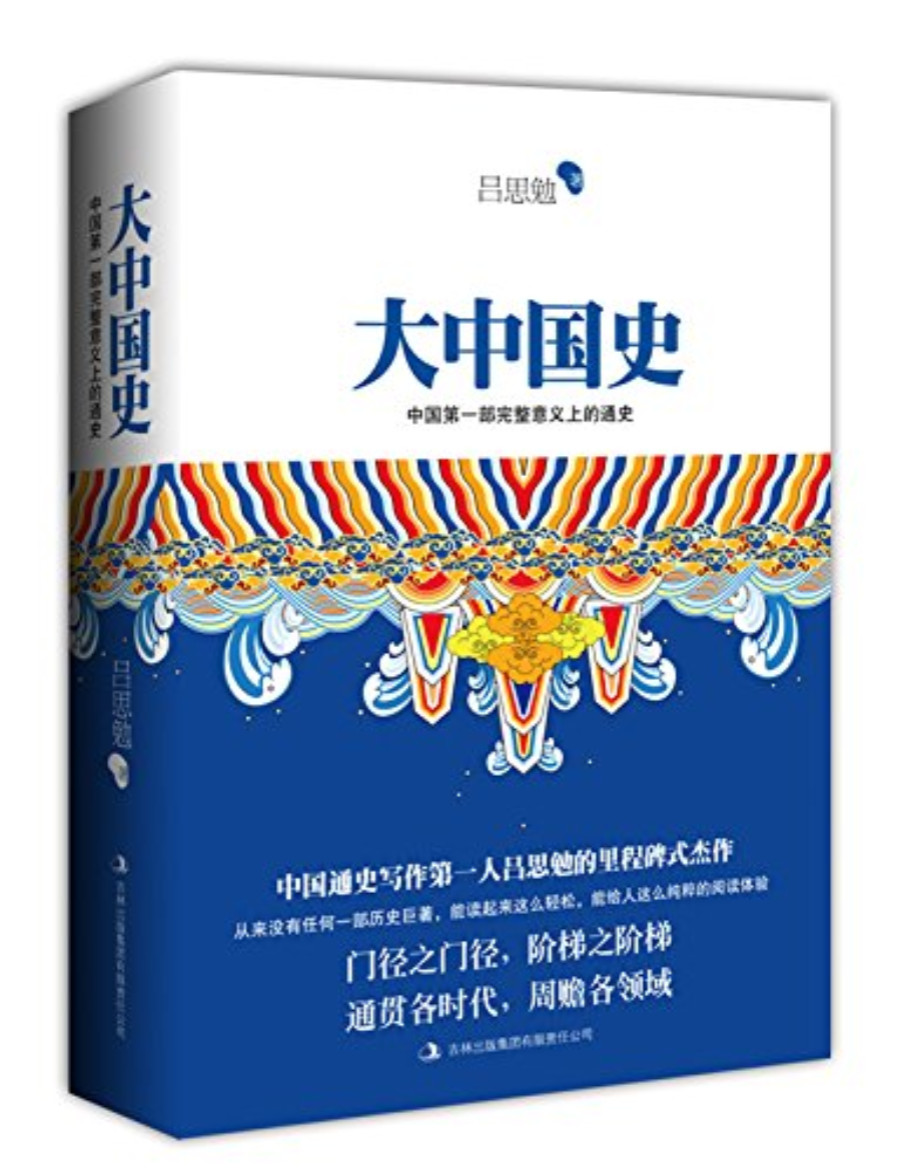 大中国史
中国第一部完整意义上的通史
吕思勉 著
吉林出版集团有限责任公司
吕思勉 著
大中国史
中国第一部完整意义上的通史
中国通史写作第一人吕思勉的里程碑式杰作
从来没有任何一部历史巨著，能读起来这么轻松，能给人这么纯粹的阅读体验
门径之门径，阶梯之阶梯
通贯各时代，周赡各领域
吉林出版集团有限责任公司